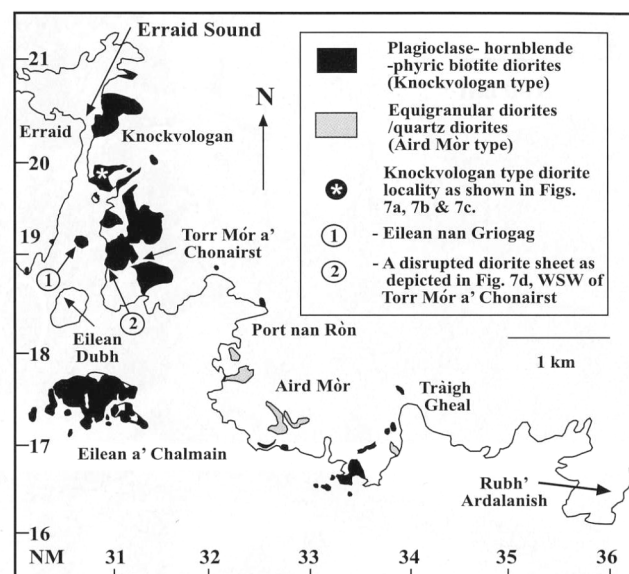 Erraid Sound
21
Erraid
Knockvologan
N
20
19
Torr Mór a'
Chonairst
1
2
Eilean
Dubh
18
Port nan Ròn
1 km
Aird Mòr
Tràigh
Gheal
17
Eilean a' Chalmain
Rubh'
Ardalanish
16
NM
31
32
33
34
35
36
Plagioclase- hornblende
-phyric biotite diorites
(Knockvologan type)
Equigranular diorites
/quartz diorites
(Aird Mòr type)
* Knockvologan type diorite
locality as shown in Figs.
7a, 7b & 7c.
1 - Eilean nan Griogag
2 - A disrupted diorite sheet as
depicted in Fig. 7d, WSW of
Torr Mór a' Chonairst